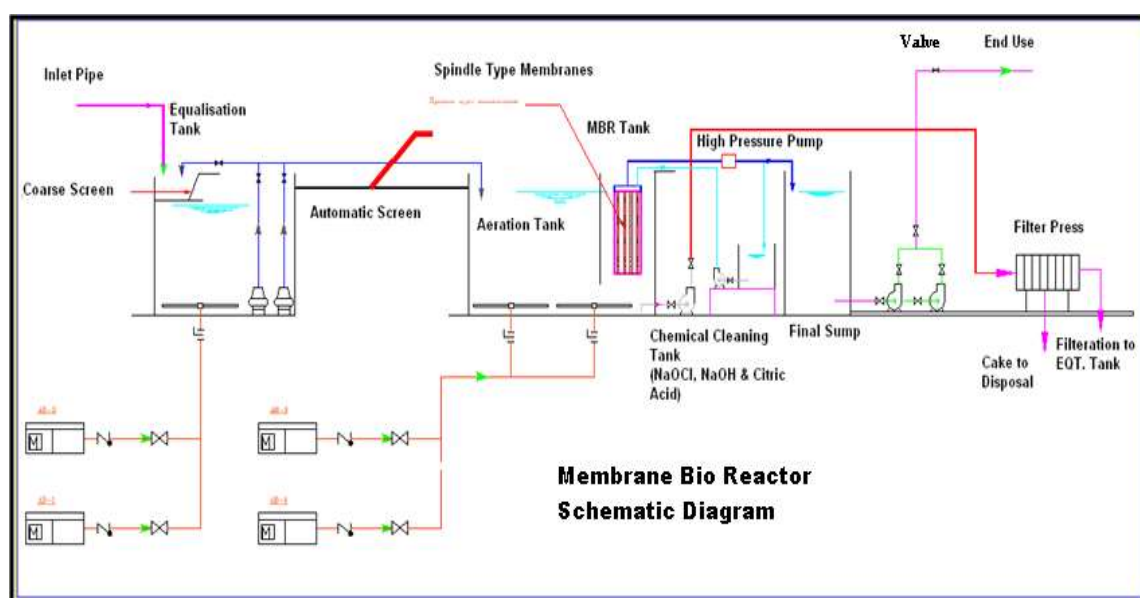 Valve
End Use
Inlet Pipe
Spindle Type Membranes
Equalisation
Tank
MBR Tank
High Pressure Pump
Coarse Screen
Automatic Screen
Aeration Tank
Filter Press
Chemical Cleaning
Tank
(NaOCl, NaOH & Citric
Acid)
Final Sump
Cake to
Disposal
Filteration to
EQT. Tank
M
M
M
M
Membrane Bio Reactor
Schematic Diagram